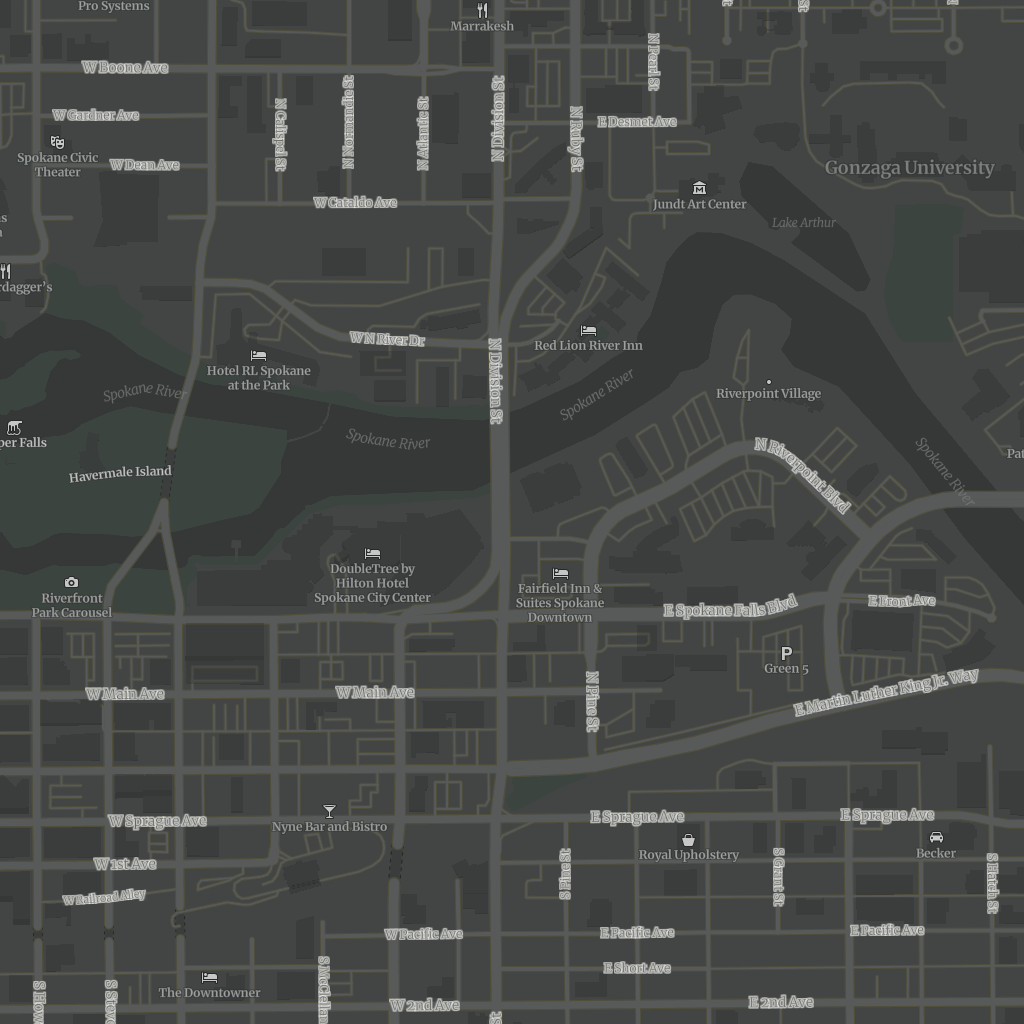 Pro Systems
Marrakesh
W Boone Ave
N Pearl St
W Gardner Ave
N Calispel St
N Normandie St
N Atlantic St
N Division St
N Ruby St
E Desmet Ave
Spokane Civic
Theater
W Dean Ave
Gonzaga University
W Cataldo Ave
Jundt Art Center
Lake Arthur
W N River Dr
Red Lion River Inn
Hotel RL Spokane
at the Park
N Division St
Spokane River
Spokane River
Riverpoint Village
Spokane River
Havermale Island
N Riverpoint Blvd
Spokane River
DoubleTree by
Hilton Hotel
Spokane City Center
Riverfront
Park Carousel
Fairfield Inn &
Suites Spokane
Downtown
E Spokane Falls Blvd
E Front Ave
Green 5
P
W Main Ave
W Main Ave
N Pine St
E Martin Luther King Jr. Way
W Sprague Ave
Nyne Bar and Bistro
E Sprague Ave
E Sprague Ave
Royal Upholstery
Becker
W 1st Ave
S Pine St
S Grant St
S Hatch St
W Railroad Alley
W Pacific Ave
E Pacific Ave
E Pacific Ave
E Short Ave
The Downtowner
W 2nd Ave
E 2nd Ave